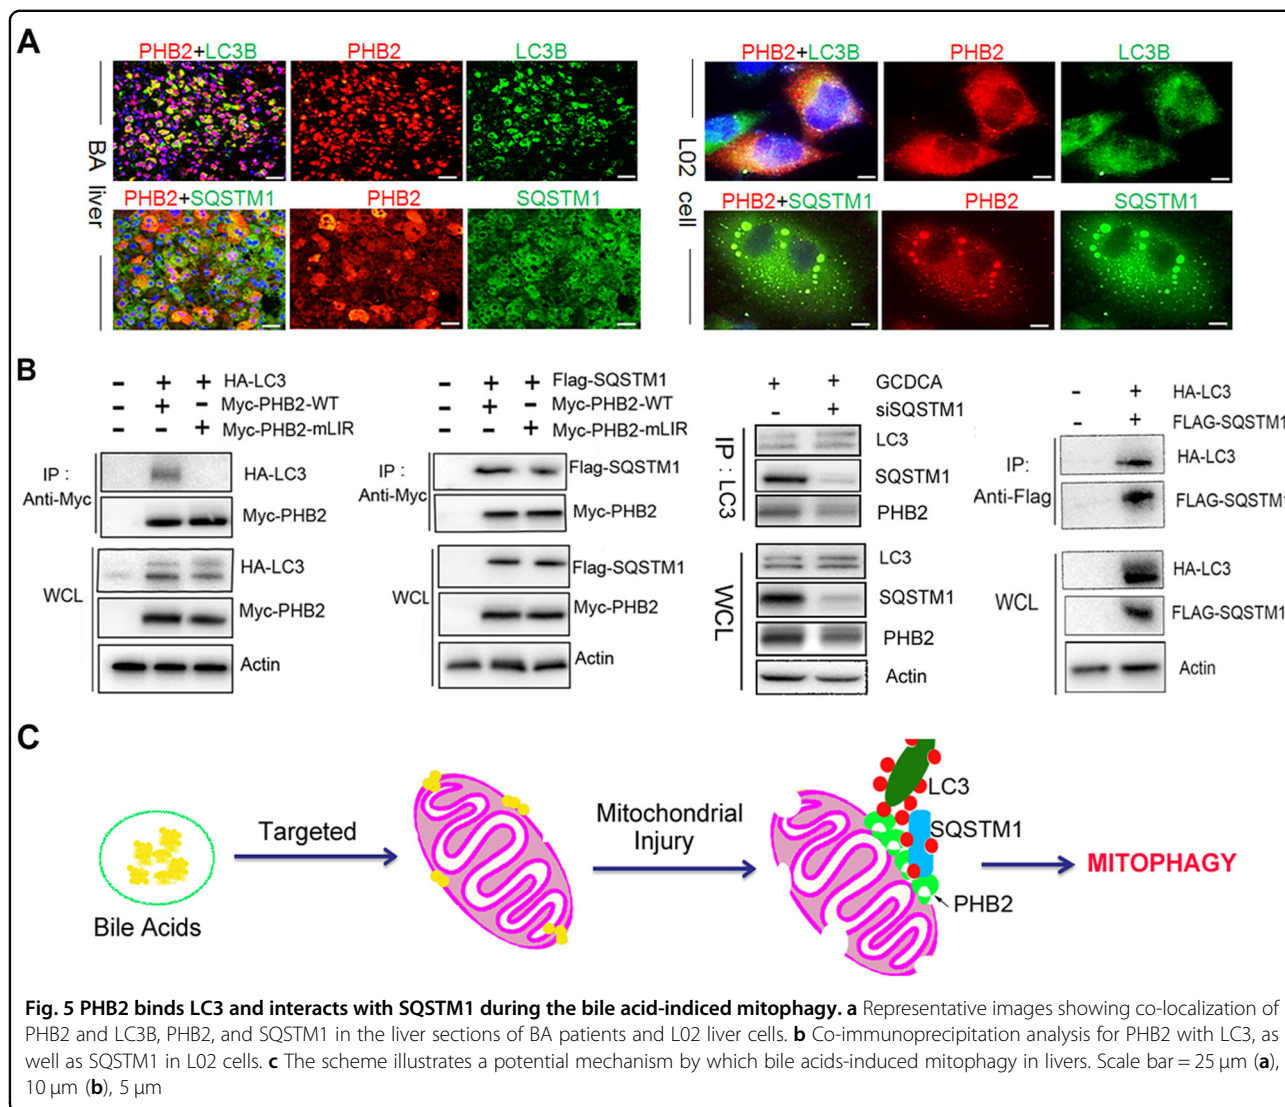 A
PHB2+LC3B PHB2 LC3B
PHB2+LC3B PHB2 LC3B
BA liver
L02 cell
PHB2+SQSTM1 PHB2 SQSTM1
PHB2+SQSTM1 PHB2 SQSTM1
B
- + + HA-LC3
- + - Myc-PHB2-WT
- - + Myc-PHB2-mLIR
IP :
Anti-Myc
HA-LC3
Myc-PHB2
WCL
HA-LC3
Myc-PHB2
Actin
- + + Flag-SQSTM1
- + - Myc-PHB2-WT
- - + Myc-PHB2-mLIR
IP :
Anti-Myc
Flag-SQSTM1
Myc-PHB2
WCL
Flag-SQSTM1
Myc-PHB2
Actin
+ + GCDCA
- + siSQSTM1
IP : LC3
LC3
SQSTM1
PHB2
WCL
LC3
SQSTM1
PHB2
Actin
- + HA-LC3
- + FLAG-SQSTM1
IP:
Anti-Flag
HA-LC3
FLAG-SQSTM1
WCL
HA-LC3
FLAG-SQSTM1
Actin
C
Bile Acids
Targeted
Mitochondrial
Injury
LC3
SQSTM1
PHB2
MITOPHAGY
Fig. 5 PHB2 binds LC3 and interacts with SQSTM1 during the bile acid-indiced mitophagy. a Representative images showing co-localization of
PHB2 and LC3B, PHB2, and SQSTM1 in the liver sections of BA patients and L02 liver cells. b Co-immunoprecipitation analysis for PHB2 with LC3, as
well as SQSTM1 in L02 cells. c The scheme illustrates a potential mechanism by which bile acids-induced mitophagy in livers. Scale bar = 25 µm (a),
10 µm (b), 5 µm